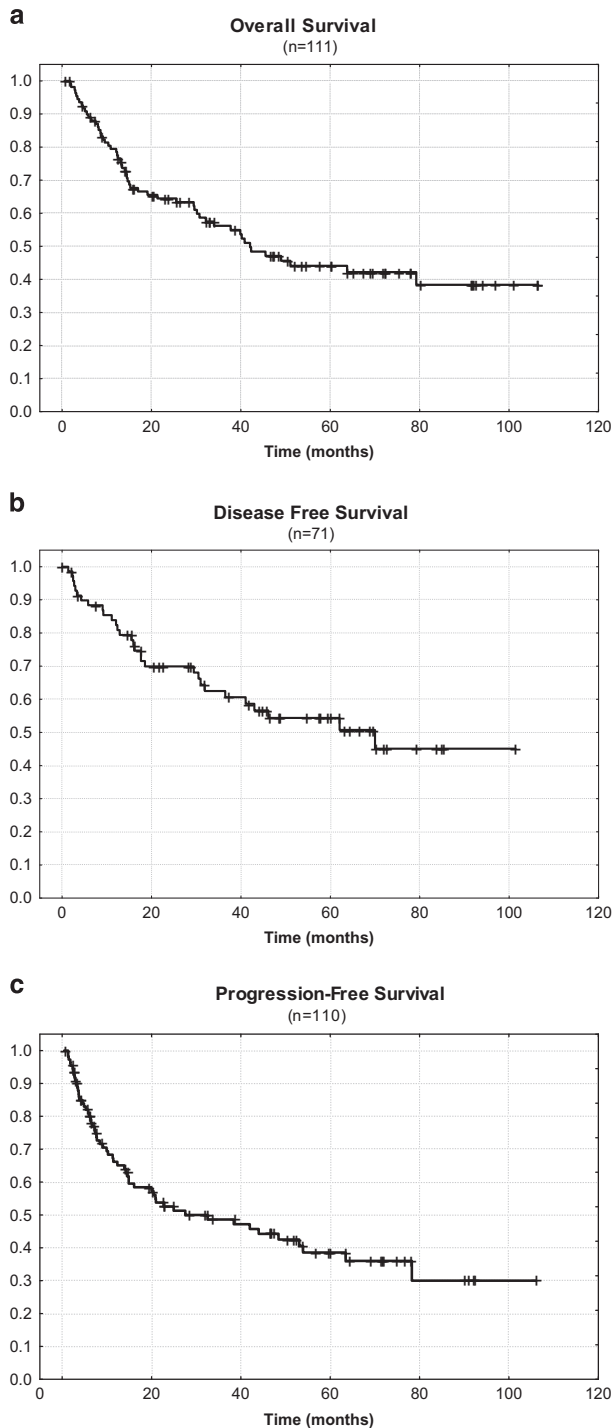 a
Overall Survival
(n=111)
1.0
0.9
0.8
0.7
0.6
0.5
0.4
0.3
0.2
0.1
0.0
0 20 40 60 80 100 120
Time (months)
b
Disease Free Survival
(n=71)
1.0
0.9
0.8
0.7
0.6
0.5
0.4
0.3
0.2
0.1
0.0
0 20 40 60 80 100 120
Time (months)
c
Progression-Free Survival
(n=110)
1.0
0.9
0.8
0.7
0.6
0.5
0.4
0.3
0.2
0.1
0.0
0 0 20 40 60 80 100 120
Time (months)